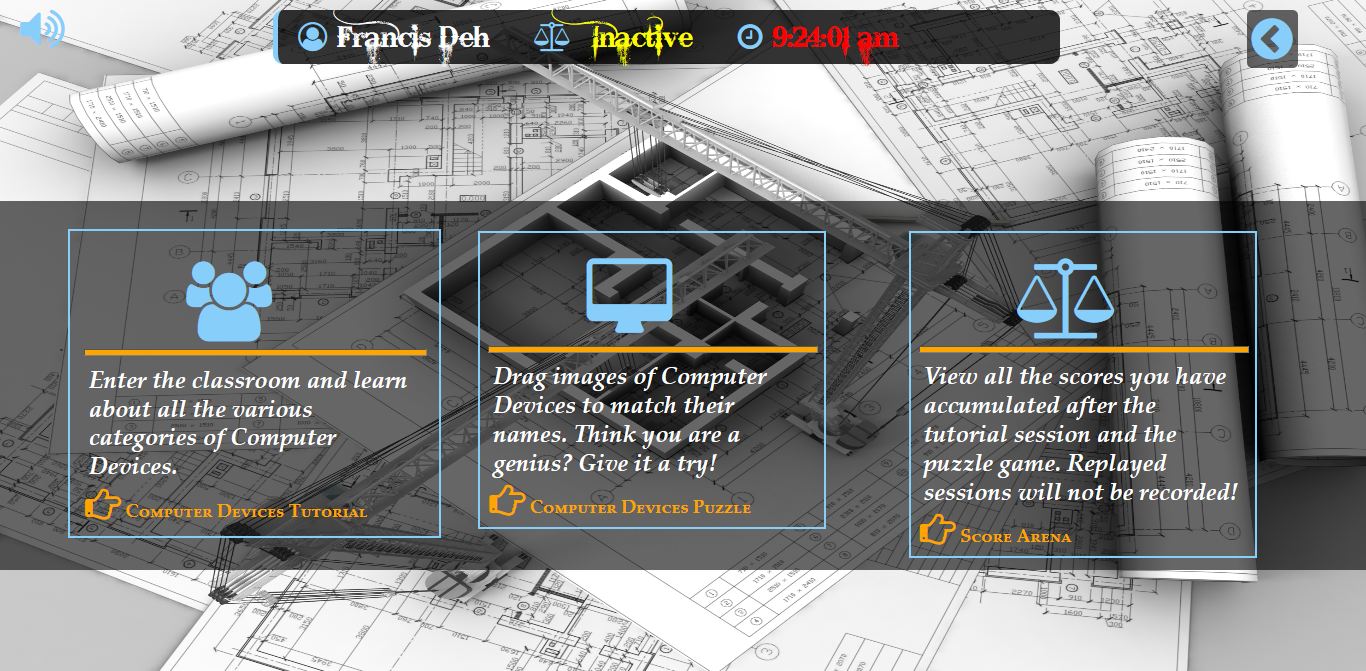 Francis Deh Inactive 9:24:01 am
Enter the classroom and learn
about all the various
categories of Computer
Devices.
Computer Devices Tutorial
Drag images of Computer
Devices to match their
names. Think you are a
genius? Give it a try!
Computer Devices Puzzle
View all the scores you have
accumulated after the
tutorial session and the
puzzle game. Replayed
sessions will not be recorded!
Score Arena